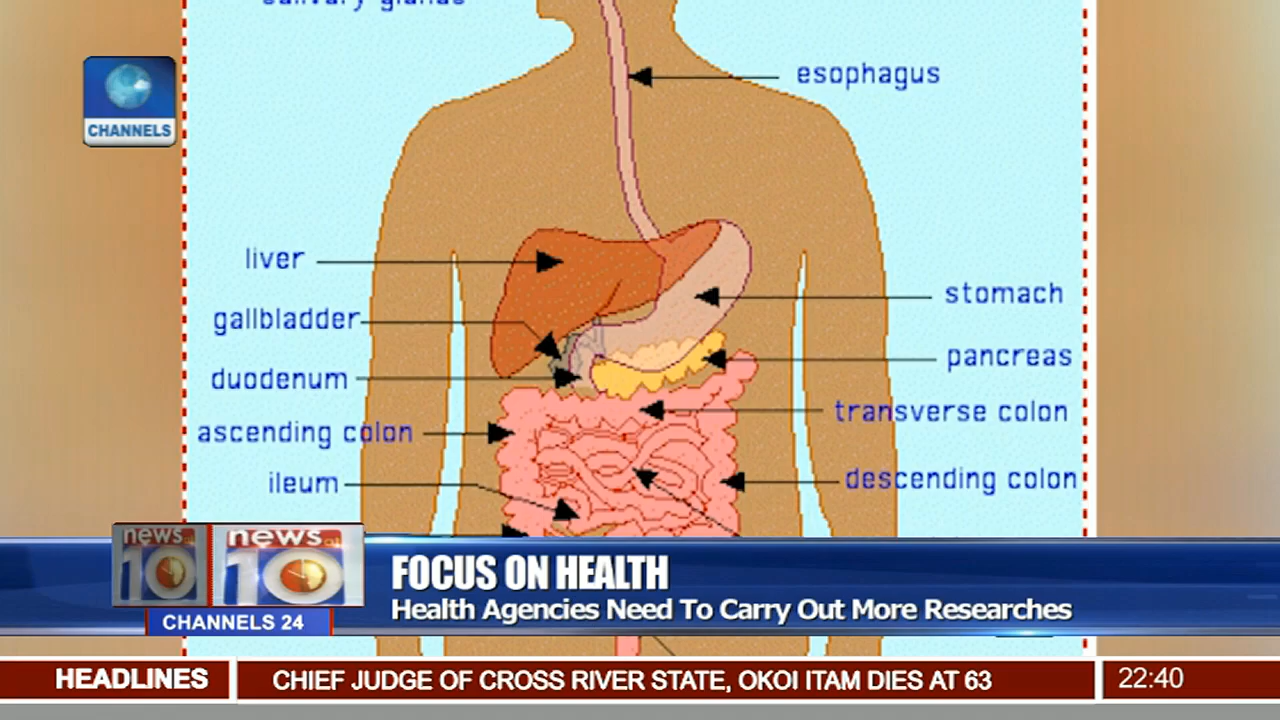 salivary glands
esophagus
CHANNELS
liver
stomach
gallbladder
pancreas
duodenum
transverse colon
ascending colon
descending colon
ileum
news at
10
news at
10
CHANNELS 24
FOCUS ON HEALTH
Health Agencies Need To Carry Out More Researches
HEADLINES
CHIEF JUDGE OF CROSS RIVER STATE, OKOI ITAM DIES AT 63
22:40